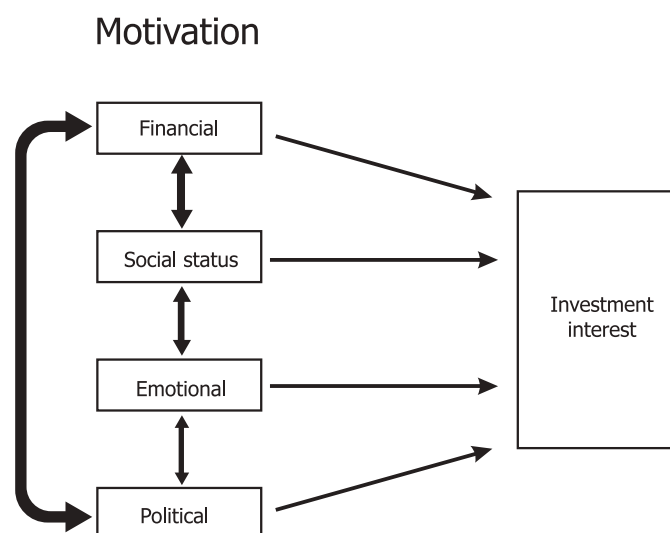 Motivation
Financial
Social status
Emotional
Political
Investment
interest